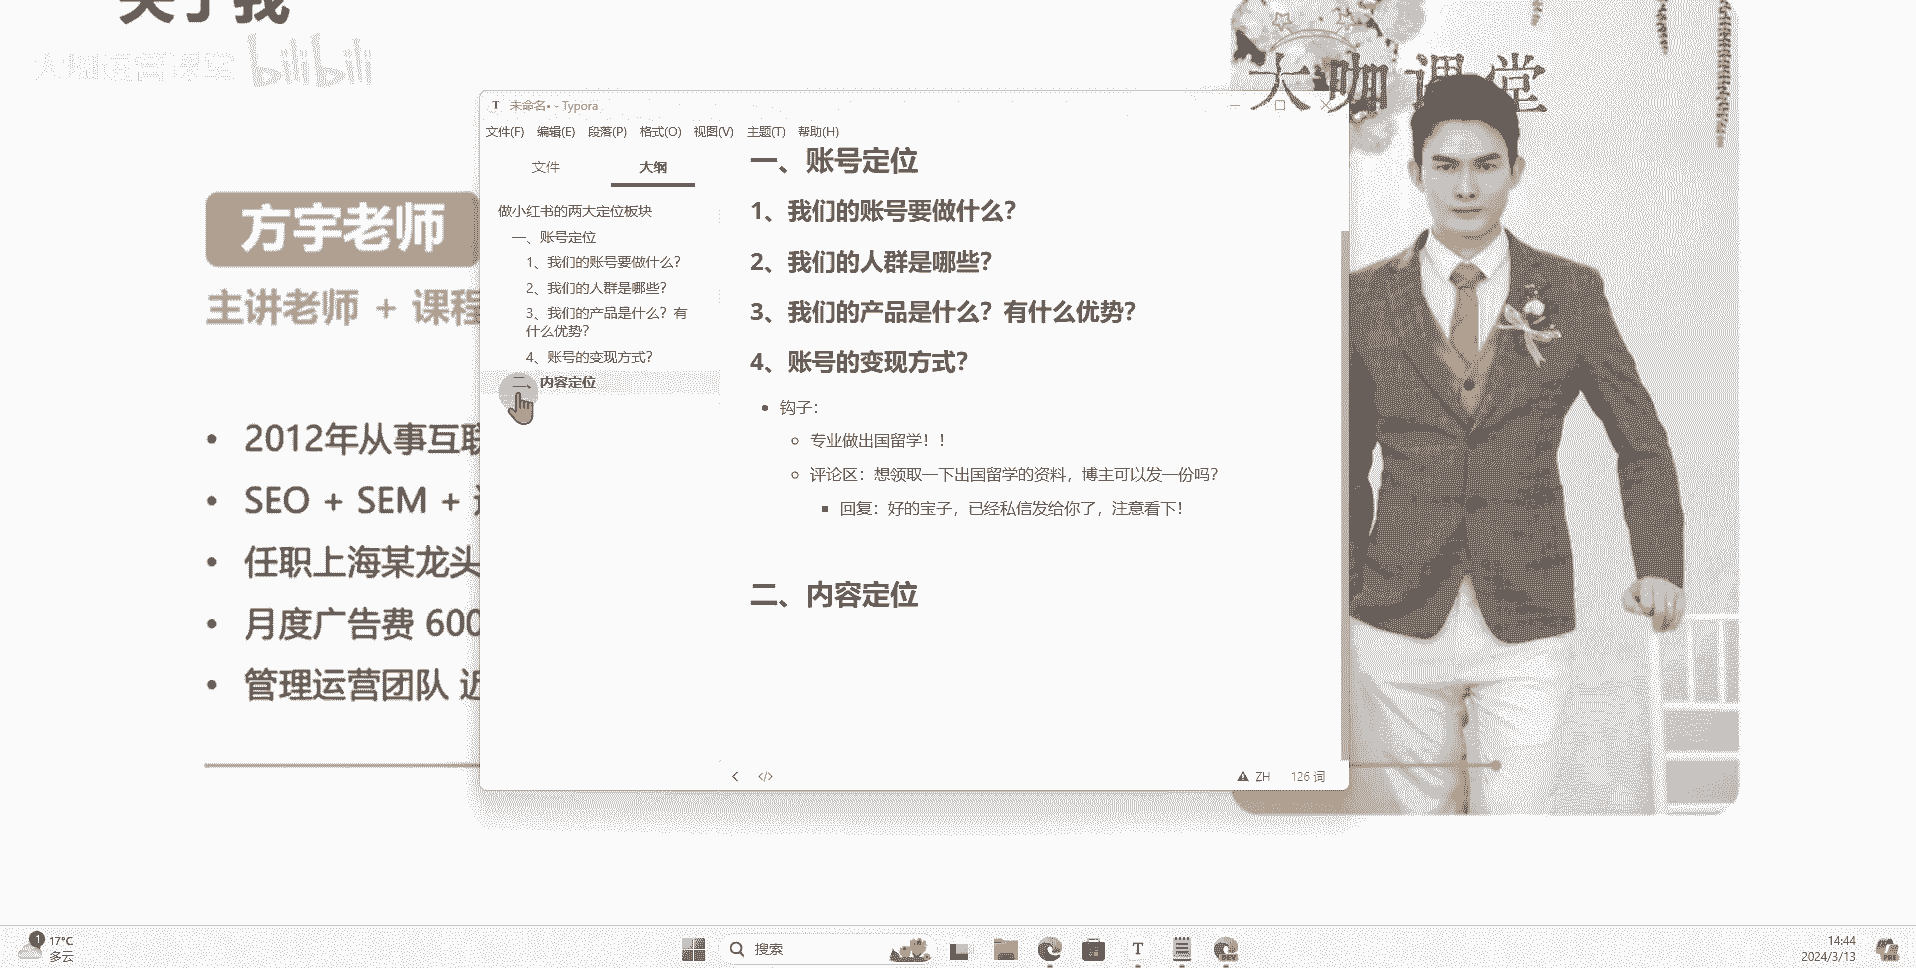 关于我
大咖运营课堂 bilibili
大咖课堂
方宇老师
主讲老师 + 课程
2012年从事互联
SEO + SEM +
任职上海某龙头
月度广告费 600
管理运营团队 近
未命名• - Typora
文件(F) 编辑(E) 段落(P) 格式(O) 视图(V) 主题(T) 帮助(H)
文件 大纲
做小红书的两大定位板块
一、账号定位
1、我们的账号要做什么？
2、我们的人群是哪些？
3、我们的产品是什么？有
什么优势？
4、账号的变现方式？
二、内容定位
一、账号定位
1、我们的账号要做什么？
2、我们的人群是哪些？
3、我们的产品是什么？有什么优势？
4、账号的变现方式？
钩子：
专业做出国留学！！
评论区：想领取一下出国留学的资料，博主可以发一份吗？
回复：好的宝子，已经私信发给你了，注意看下！
二、内容定位
ZH 126 词
1
17°C
多云
搜索
T
DEV
14:44
2024/3/13
PRE